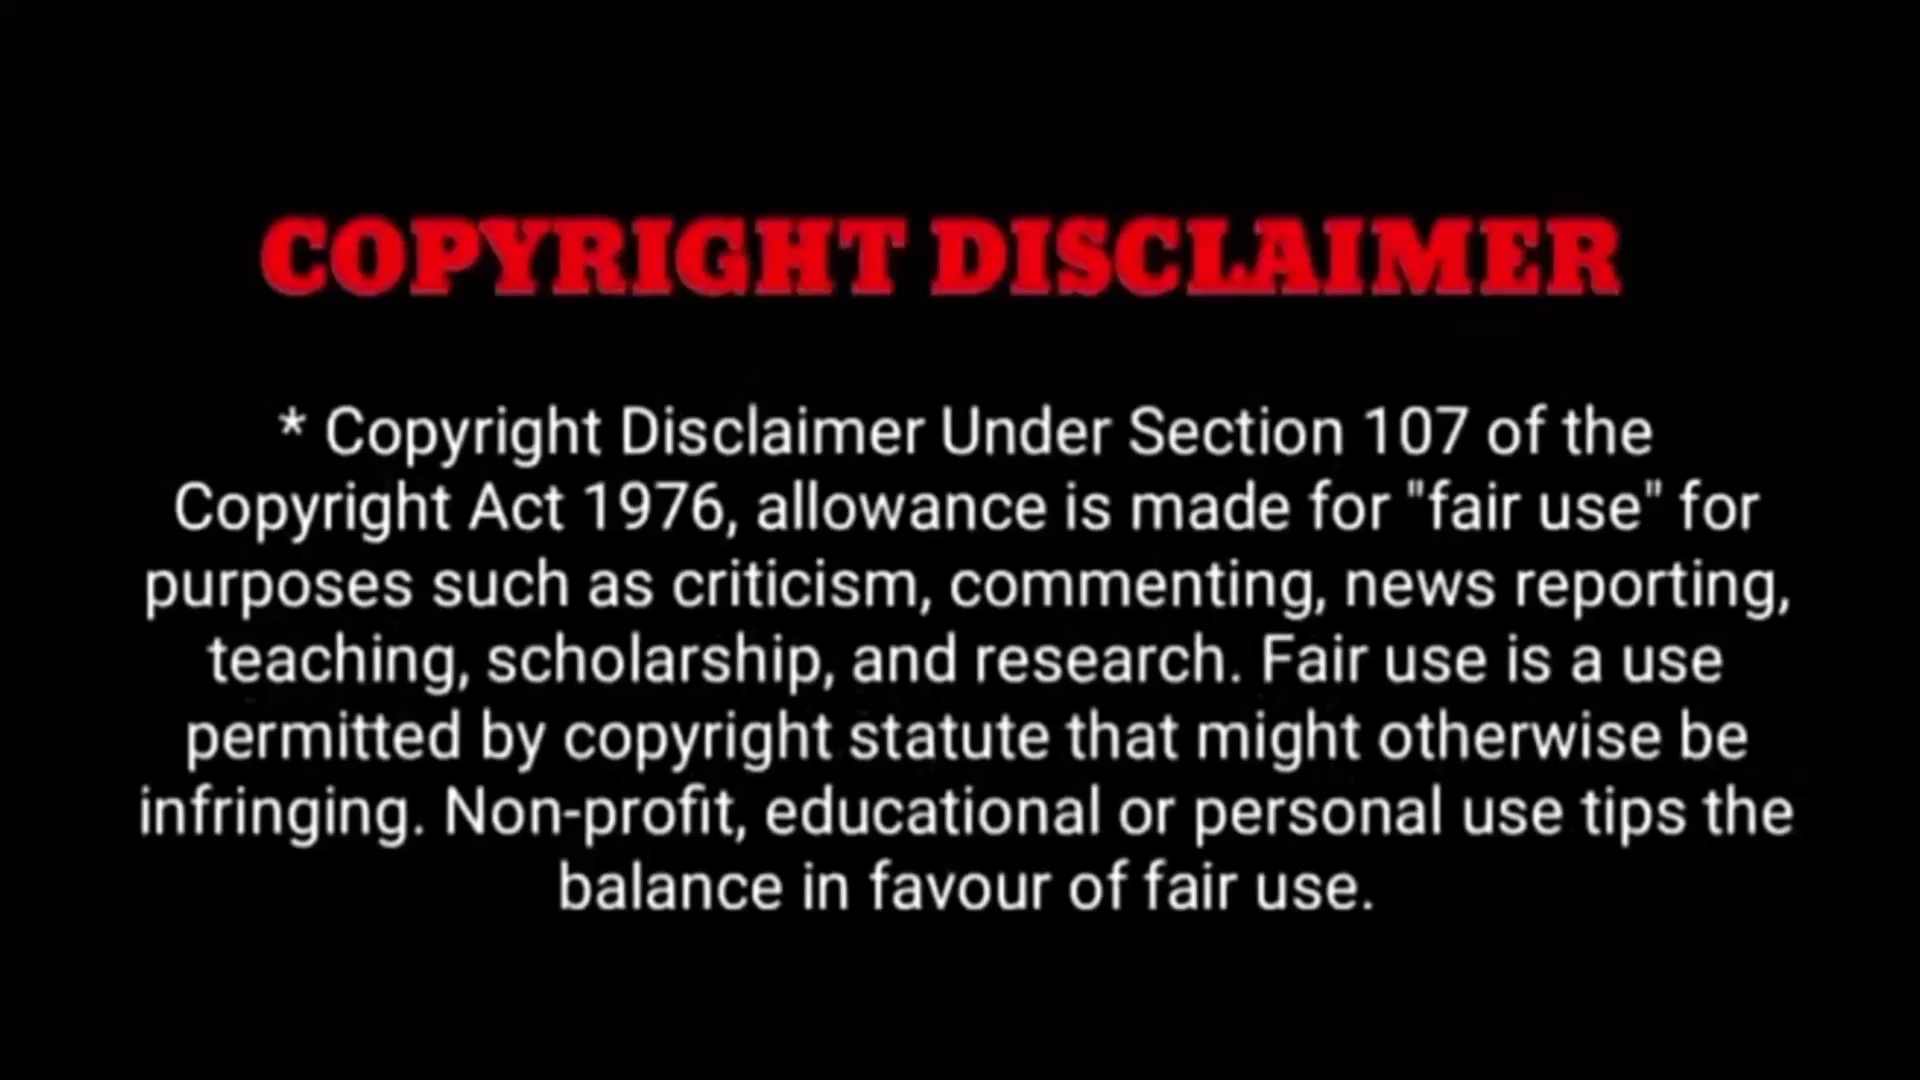 COPYRIGHT DISCLAIMER
* Copyright Disclaimer Under Section 107 of the
Copyright Act 1976, allowance is made for "fair use" for
purposes such as criticism, commenting, news reporting,
teaching, scholarship, and research. Fair use is a use
permitted by copyright statute that might otherwise be
infringing. Non-profit, educational or personal use tips the
balance in favour of fair use.